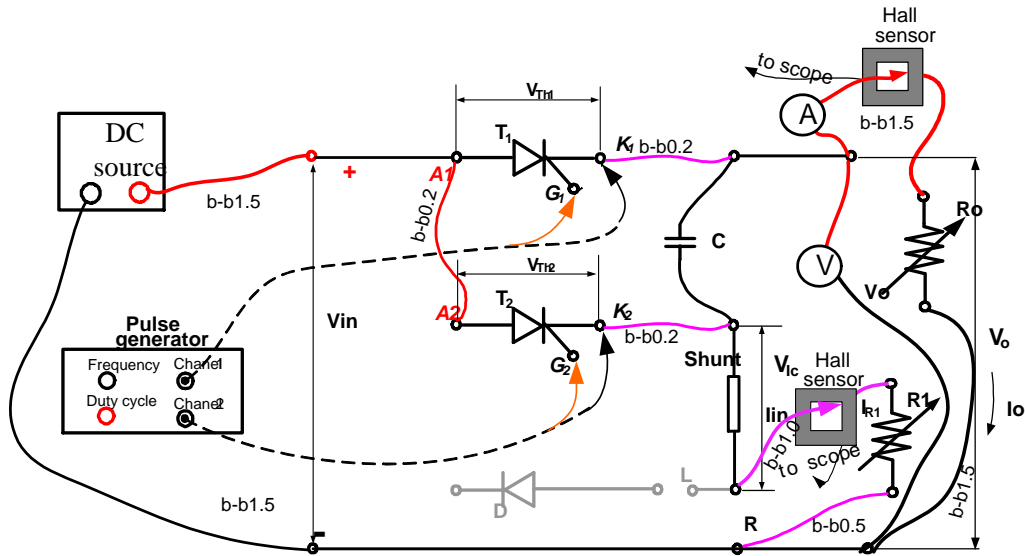 Hall
sensor
to scope
A
b-b1.5
DC
source
b-b1.5
+
VTh1
T1
A1
K1 b-b0.2
G1
b-b0.2
C
V
Ro
Vo
VTh2
T2
A2
K2
b-b0.2
G2
Vin
Pulse
generator
Frequency
Chanel1
Duty cycle
Chanel2
Shunt
VIc
Hall
sensor
Iin
IR1
R1
Vo
Io
b-b1.0
to scope
D
L
b-b1.5
-
R
b-b0.5
b-b1.5